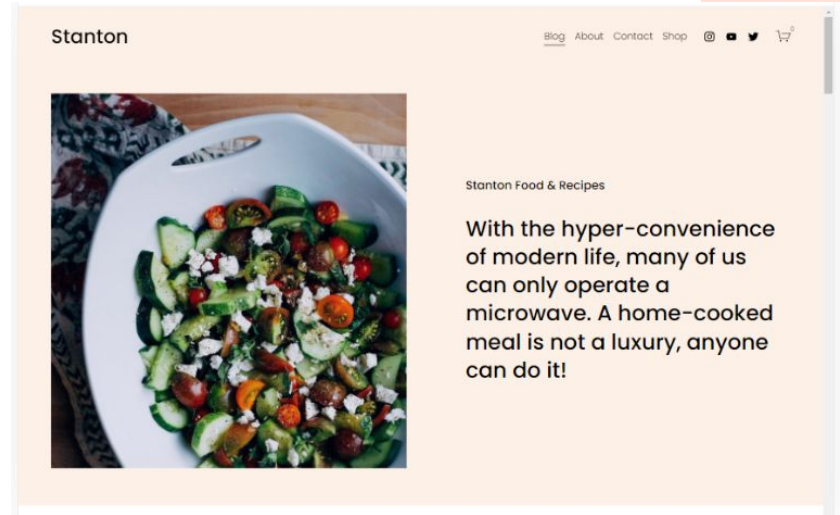 Stanton
Blog About Contact Shop
0
Stanton Food & Recipes
With the hyper-convenience
of modern life, many of us
can only operate a
microwave. A home-cooked
meal is not a luxury, anyone
can do it!